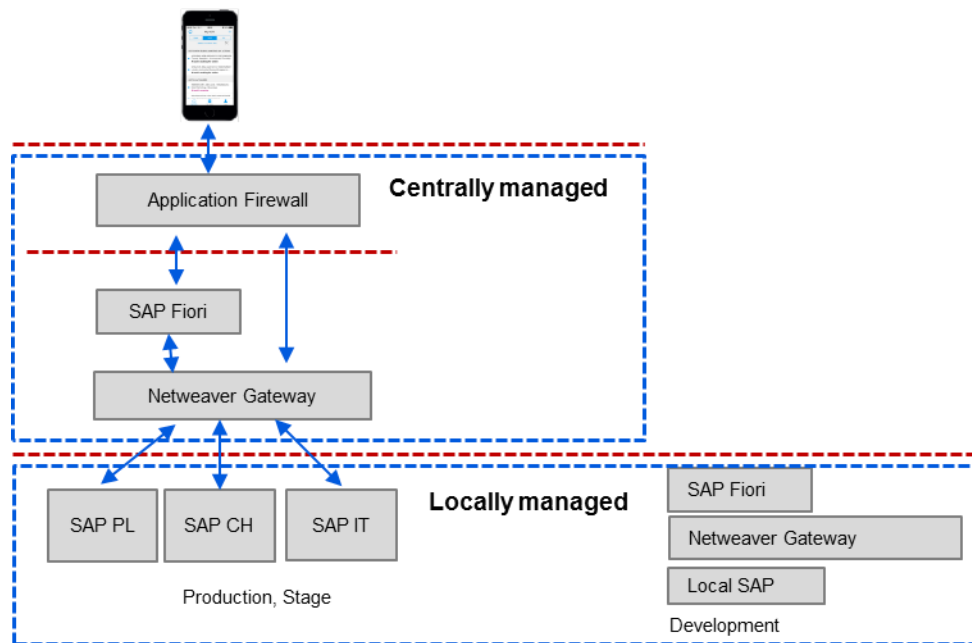 Application Firewall
Centrally managed
SAP Fiori
Netweaver Gateway
Locally managed
SAP PL
SAP CH
SAP IT
Production, Stage
SAP Fiori
Netweaver Gateway
Local SAP
Development